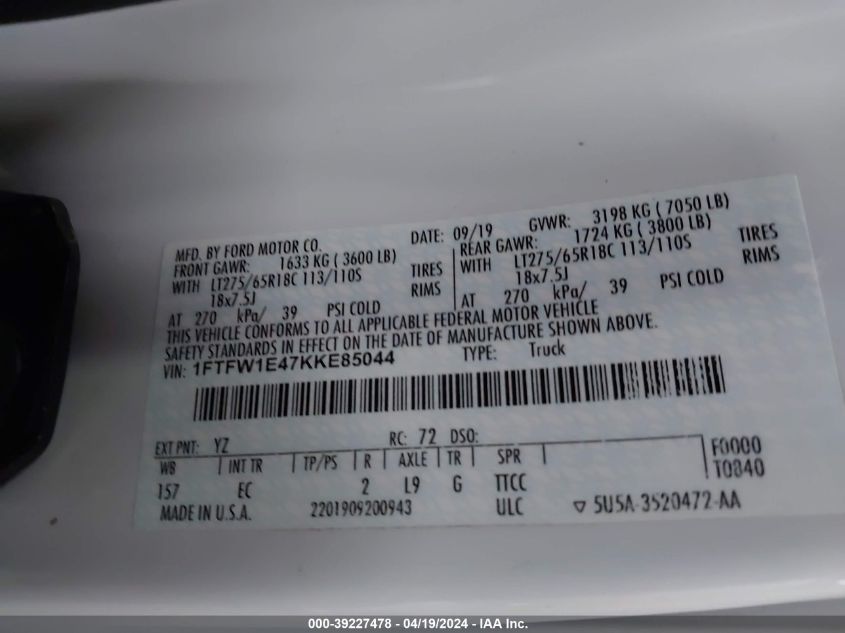 MFD. BY FORD MOTOR CO. DATE: 09/19 GVWR: 3198 KG ( 7050 LB)
FRONT GAWR: 1633 KG ( 3600 LB) REAR GAWR: 1724 KG ( 3800 LB)
WITH LT275/65R18C 113/110S TIRES WITH LT275/65R18C 113/110S TIRES
18x7.5J RIMS 18x7.5J RIMS
AT 270 kPa/ 39 PSI COLD AT 270 kPa/ 39 PSI COLD
THIS VEHICLE CONFORMS TO ALL APPLICABLE FEDERAL MOTOR VEHICLE
SAFETY STANDARDS IN EFFECT ON THE DATE OF MANUFACTURE SHOWN ABOVE.
VIN: 1FTFW1E47KKE85044 TYPE: Truck
EXT PNT: YZ RC: 72 DSO: F0000
WB INT TR TP/PS R AXLE TR SPR T0840
157 EC 2 L9 G TTCC
MADE IN U.S.A. 2201909200943 ULC ▽ 5U5A-3520472-AA
000-39227478 - 04/19/2024 - IAA Inc.